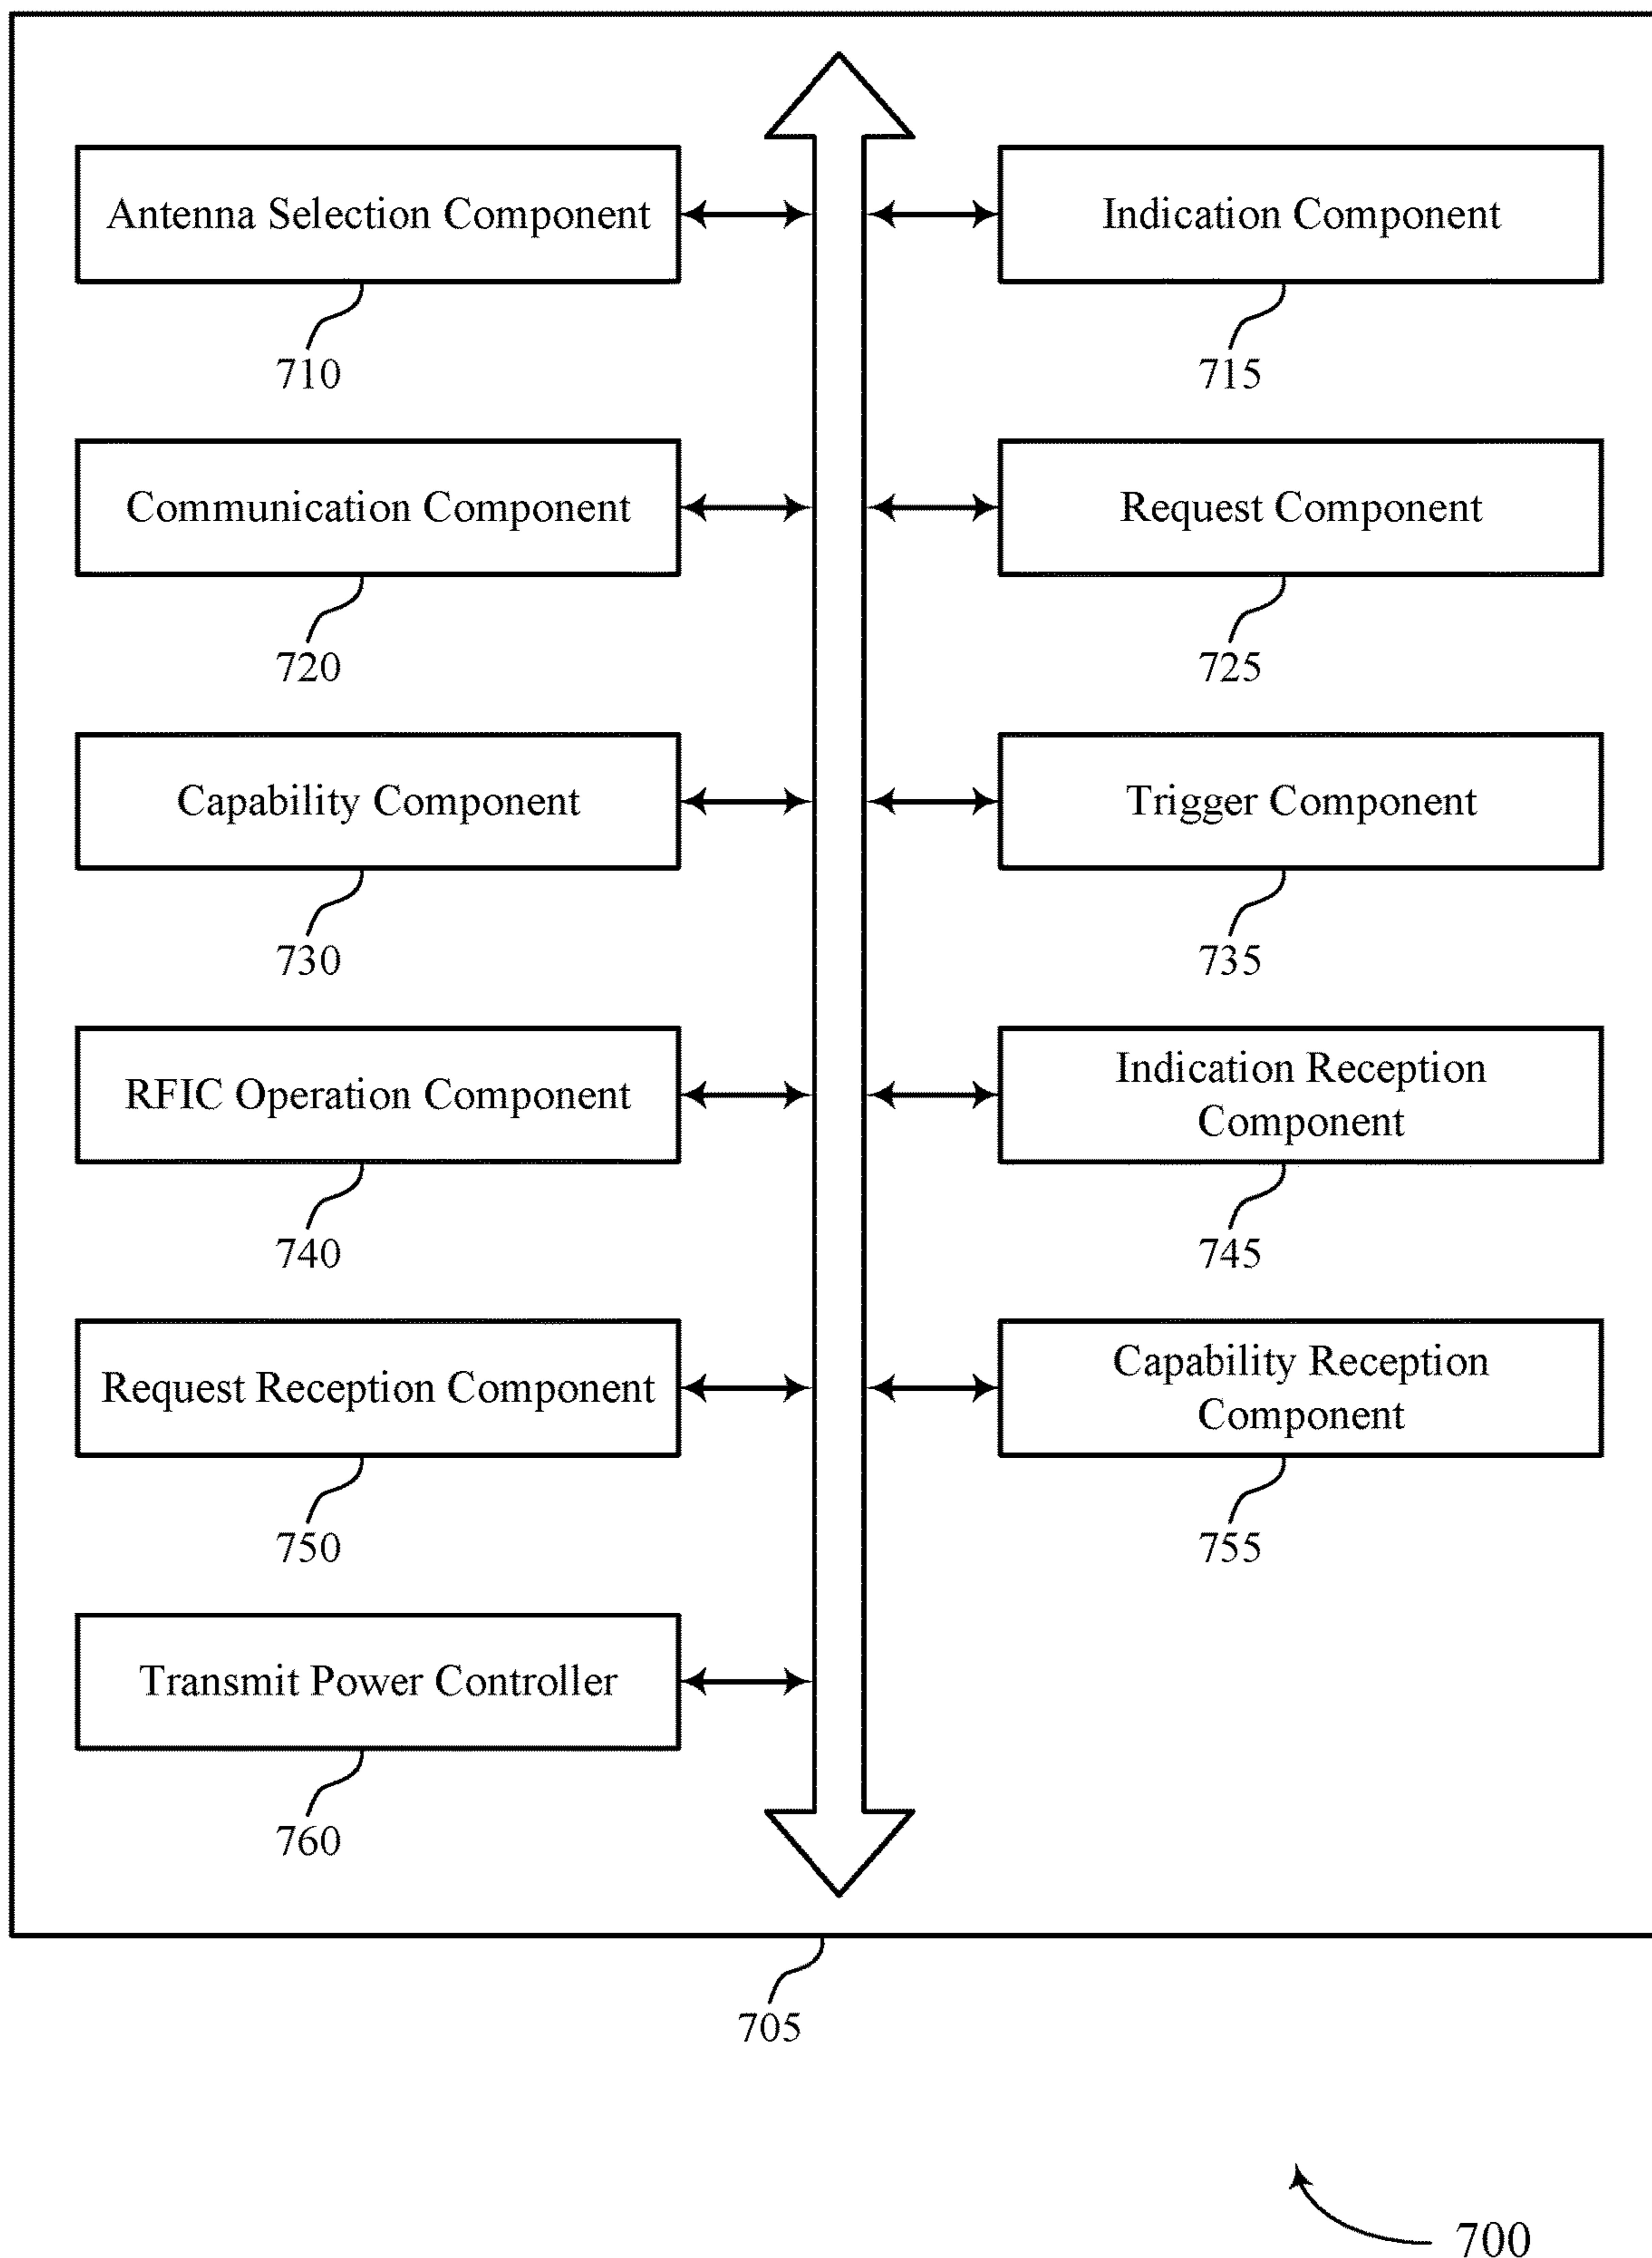 Antenna Selection Component
710
Indication Component
715
Communication Component
720
Request Component
725
Capability Component
730
Trigger Component
735
RFIC Operation Component
740
Indication Reception
Component
745
Request Reception Component
750
Capability Reception
Component
755
Transmit Power Controller
760
705
700